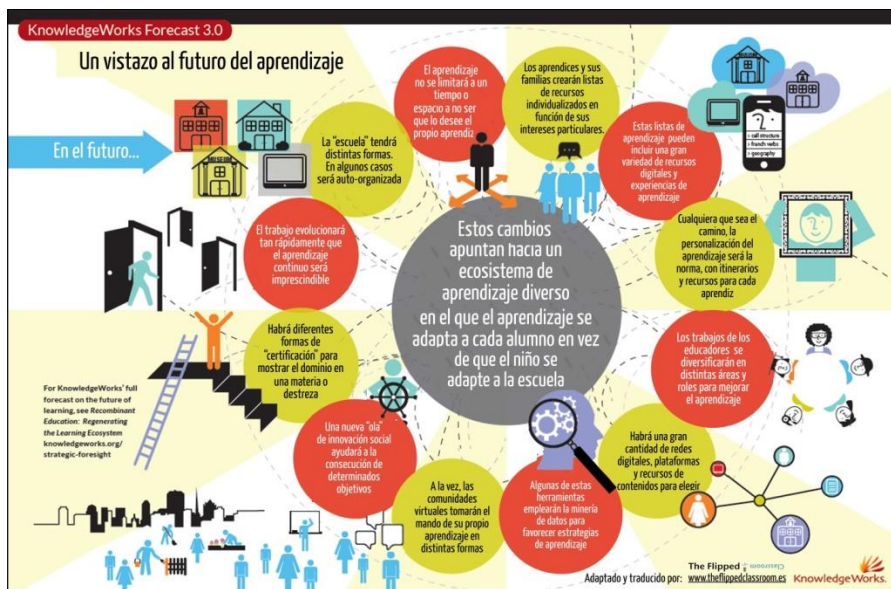 KnowledgeWorks Forecast 3.0
Un vistazo al futuro del aprendizaje
En el futuro...
La "escuela" tendrá
distintas formas.
En algunos casos
será auto-organizada
El aprendizaje
no se limitará a un
tiempo o
espacio a no ser
que lo desee el
propio aprendiz
Los aprendices y sus
familias crearán listas
de recursos
individualizados en
función de sus
intereses particulares.
Estas listas de
aprendizaje pueden
incluir una gran
variedad de recursos
digitales y
experiencias de
aprendizaje
> call structure
> french verbs
> geography
Cualquiera que sea el
camino, la
personalización del
aprendizaje será la
norma, con itinerarios
y recursos para cada
aprendiz
Los trabajos de los
educadores se
diversificarán en
distintas áreas y
roles para mejorar
el aprendizaje
Habrá una gran
cantidad de redes
digitales, plataformas
y recursos de
contenidos para elegir
Algunas de estas
herramientas
emplearán la minería
de datos para
favorecer estrategias
de aprendizaje
A la vez, las
comunidades
virtuales tomarán el
mando de su propio
aprendizaje en
distintas formas
Una nueva "ola"
de innovación social
ayudará a la
consecución de
determinados
objetivos
Habrá diferentes
formas de
"certificación" para
mostrar el dominio en
una materia o
destreza
El trabajo evolucionará
tan rápidamente que
el aprendizaje
continuo será
imprescindible
Estos cambios
apuntan hacia un
ecosistema de
aprendizaje diverso
en el que el aprendizaje se
adapta a cada alumno en vez
de que el niño se
adapte a la escuela
For KnowledgeWorks' full
forecast on the future of
learning, see Recombinant
Education: Regenerating
the Learning Ecosystem
knowledgeworks.org/
strategic-foresight
The Flipped Classroom
Adaptado y traducido por: www.theflippedclassroom.es
KnowledgeWorks.